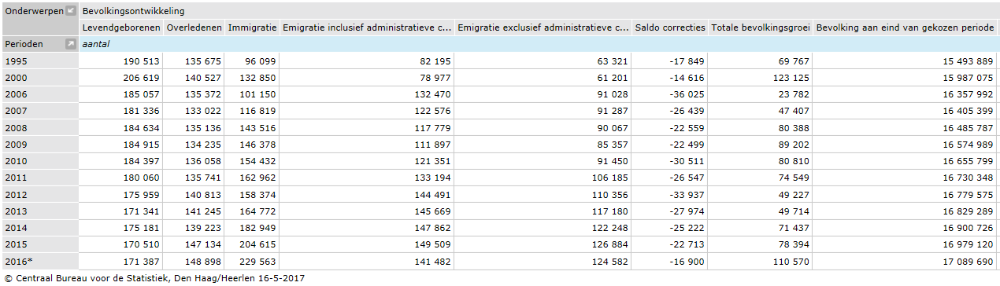 Onderwerpen Bevolkingsontwikkeling
Levendgeborenen Overledenen Immigratie Emigratie inclusief administratieve c... Emigratie exclusief administratieve c... Saldo correcties Totale bevolkingsgroei Bevolking aan eind van gekozen periode
Perioden aantal
1995 190 513 135 675 96 099 82 195 63 321 -17 849 69 767 15 493 889
2000 206 619 140 527 132 850 78 977 61 201 -14 616 123 125 15 987 075
2006 185 057 135 372 101 150 132 470 91 028 -36 025 23 782 16 357 992
2007 181 336 133 022 116 819 122 576 91 287 -26 439 47 407 16 405 399
2008 184 634 135 136 143 516 117 779 90 067 -22 559 80 388 16 485 787
2009 184 915 134 235 146 378 111 897 85 357 -22 499 89 202 16 574 989
2010 184 397 136 058 154 432 121 351 91 450 -30 511 80 810 16 655 799
2011 180 060 135 741 162 962 133 194 106 185 -26 547 74 549 16 730 348
2012 175 959 140 813 158 374 144 491 110 356 -33 937 49 227 16 779 575
2013 171 341 141 245 164 772 145 669 117 180 -27 974 49 714 16 829 289
2014 175 181 139 223 182 949 147 862 122 248 -25 222 71 437 16 900 726
2015 170 510 147 134 204 615 149 509 126 884 -22 713 78 394 16 979 120
2016* 171 387 148 898 229 563 141 482 124 582 -16 900 110 570 17 089 690
© Centraal Bureau voor de Statistiek, Den Haag/Heerlen 16-5-2017